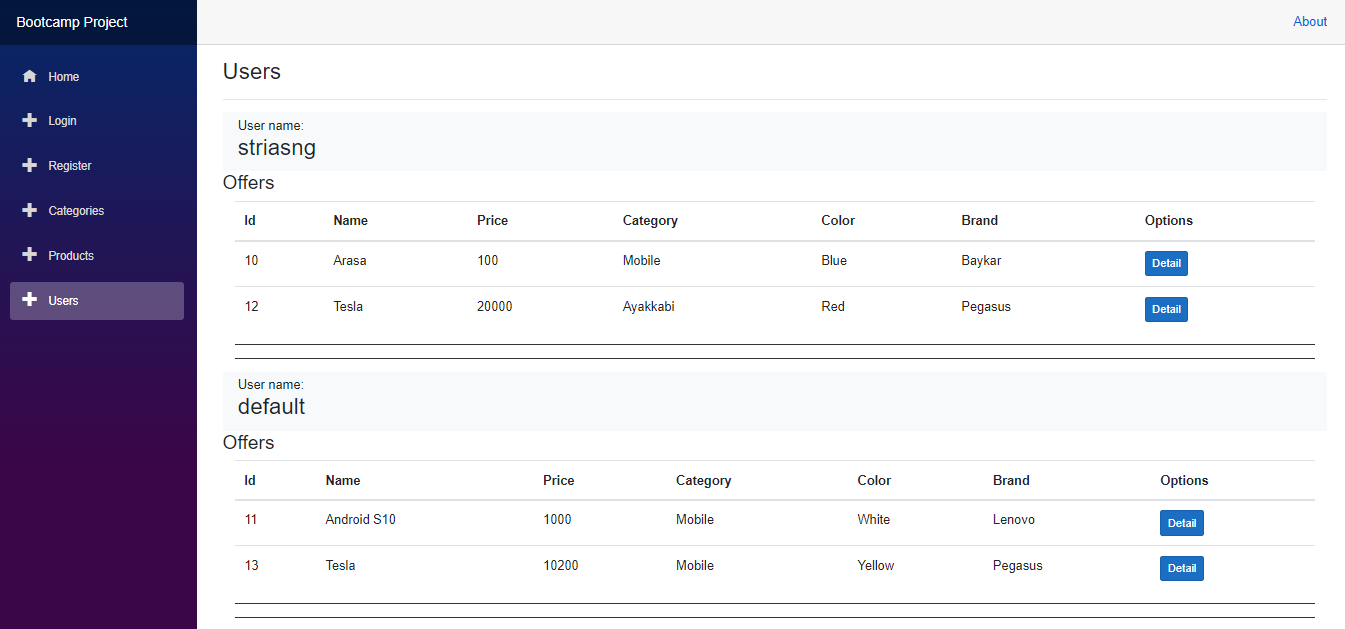 Bootcamp Project
About
Home
Login
Register
Categories
Products
Users
Users
User name:
striasng
Offers
Id Name Price Category Color Brand Options
10 Arasa 100 Mobile Blue Baykar Detail
12 Tesla 20000 Ayakkabi Red Pegasus Detail
User name:
default
Offers
Id Name Price Category Color Brand Options
11 Android S10 1000 Mobile White Lenovo Detail
13 Tesla 10200 Mobile Yellow Pegasus Detail